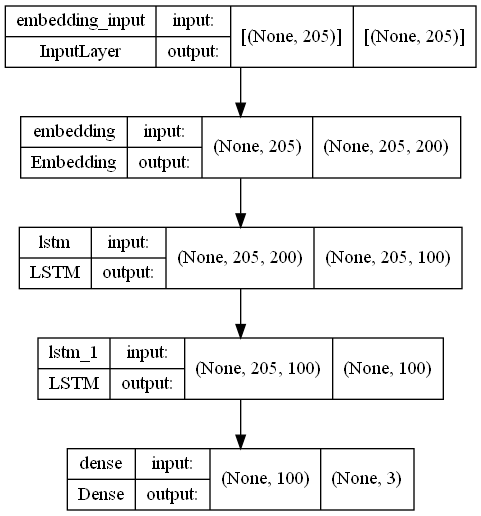 embedding_input input: [(None, 205)] [(None, 205)]
InputLayer output:
embedding input: (None, 205) (None, 205, 200)
Embedding output:
lstm input: (None, 205, 200) (None, 205, 100)
LSTM output:
lstm_1 input: (None, 205, 100) (None, 100)
LSTM output:
dense input: (None, 100) (None, 3)
Dense output: